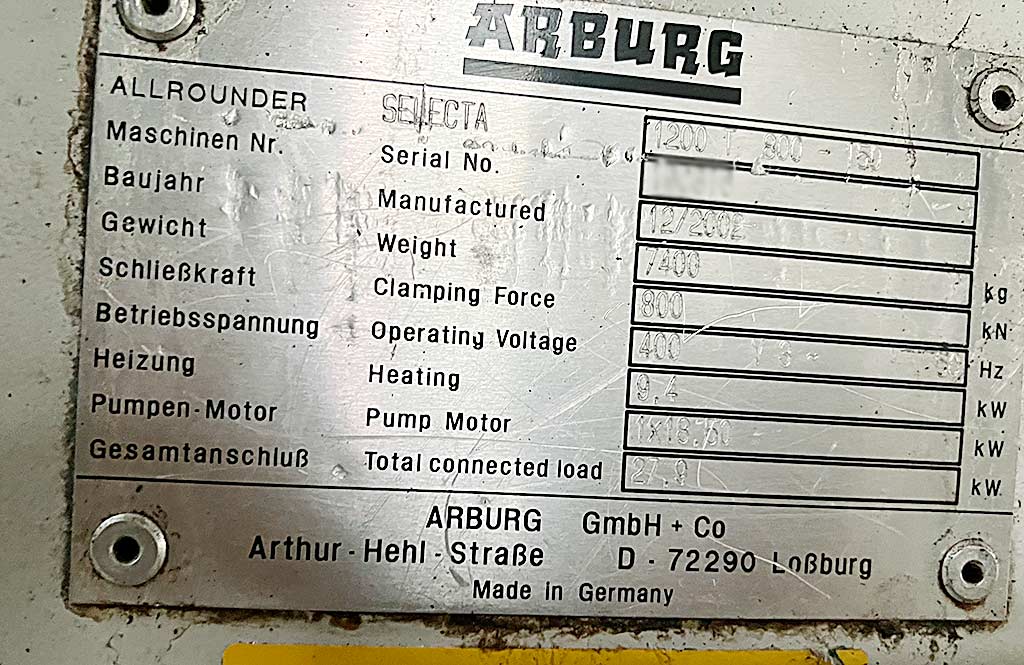 ARBURG
ALLROUNDER SELECTA 1200 T 800 - 150
Maschinen Nr. Serial No.
Baujahr Manufactured 12/2002
Gewicht Weight 7400 kg
Schließkraft Clamping Force 800 kN
Betriebsspannung Operating Voltage 400 Hz
Heizung Heating 9,4 kW
Pumpen-Motor Pump Motor kW
Gesamtanschluß Total connected load 27,9 kW
ARBURG GmbH + Co
Arthur-Hehl-Straße D - 72290 Loßburg
Made in Germany